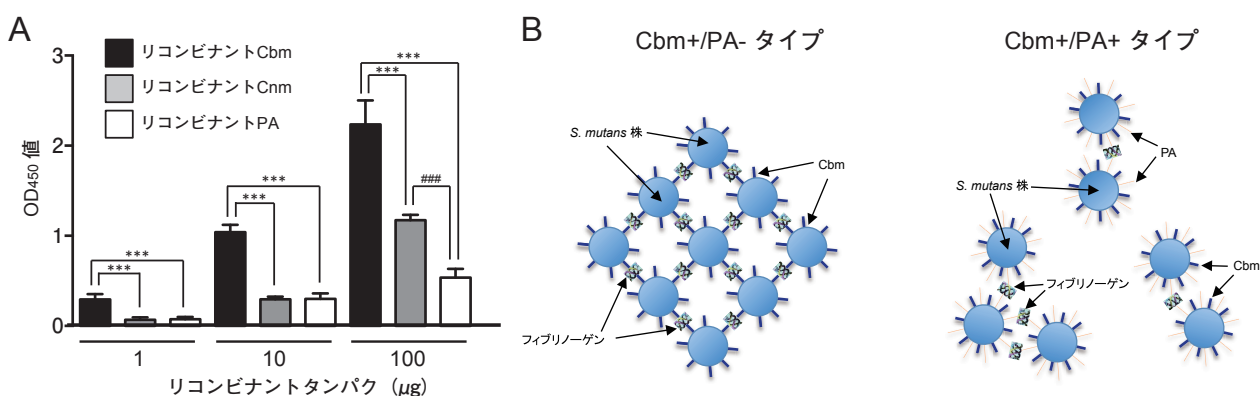 A
3
2
1
0
OD450 値
リコンビナントCbm
リコンビナントCnm
リコンビナントPA
***
***
***
***
***
***
###
1
10
100
リコンビナントタンパク (μg)
B
Cbm+/PA- タイプ
S. mutans 株
Cbm
フィブリノーゲン
Cbm+/PA+ タイプ
PA
S. mutans 株
Cbm
フィブリノーゲン